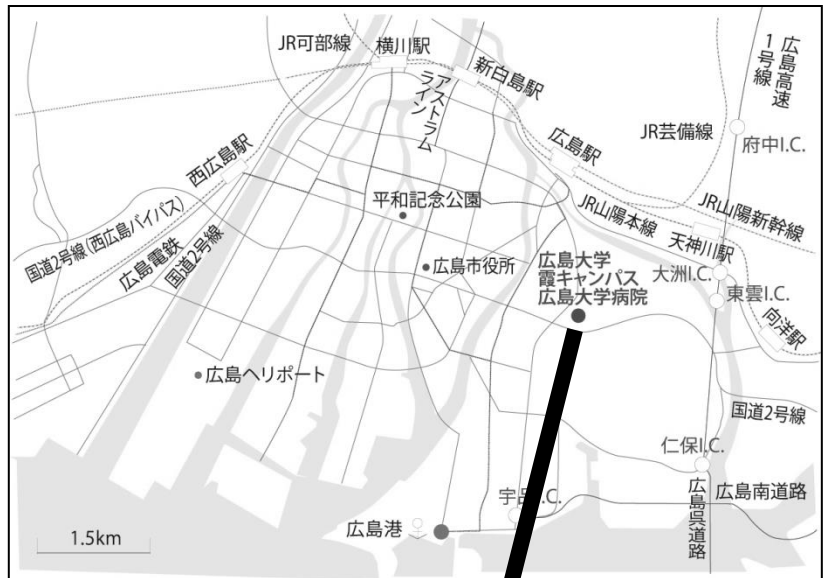 JR可部線
横川駅
新白島駅
アストラム
ライン
広島高速
1号線
JR芸備線
府中I.C.
広島駅
西広島駅
平和記念公園
JR山陽本線
JR山陽新幹線
天神川駅
国道2号線(西広島バイパス)
広島電鉄
国道2号線
広島市役所
広島大学
霞キャンパス
広島大学病院
大洲I.C.
東雲I.C.
向洋駅
広島ヘリポート
国道2号線
仁保I.C.
宇品I.C.
広島南道路
広島呉道路
広島港
1.5km